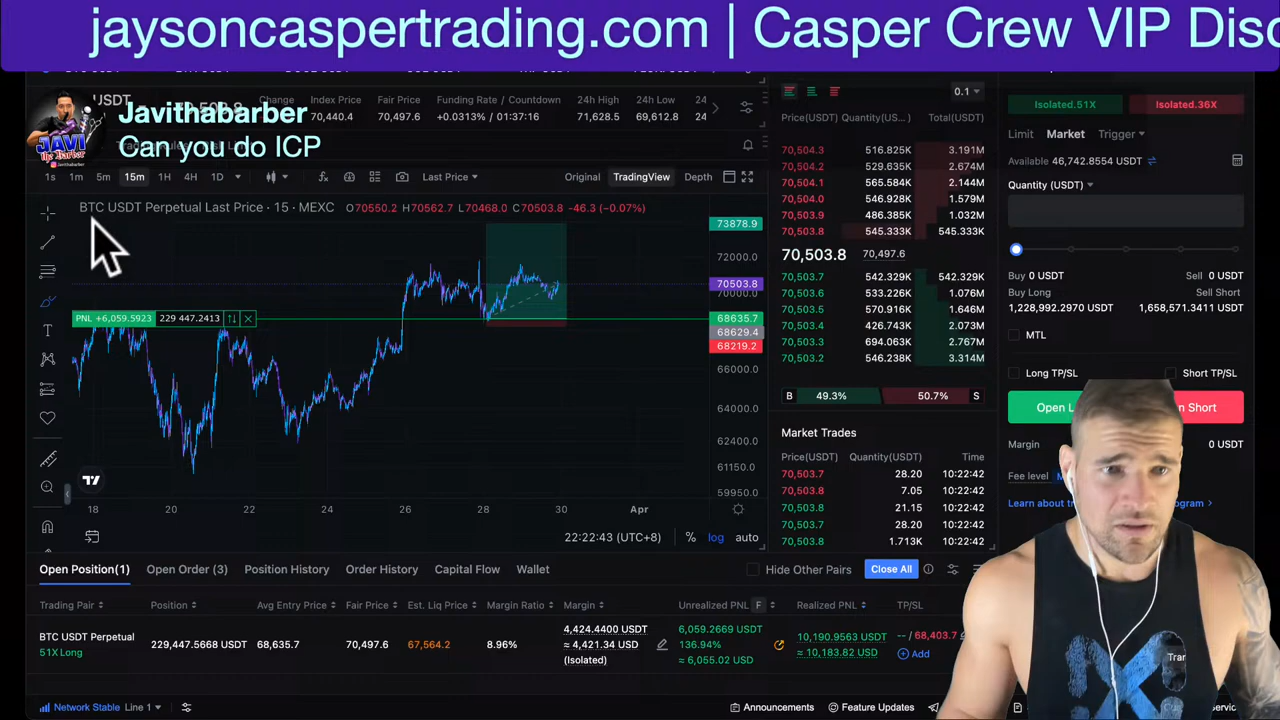 jaysoncaspertrading.com | Casper Crew VIP Disc
Javithabarber
Can you do ICP
JAVI
USDT
Change
Index Price
70,440.4
Fair Price
70,497.6
Funding Rate / Countdown
+0.0313% / 01:37:16
24h High
71,628.5
24h Low
69,612.8
24
1s 1m 5m 15m 1H 4H 1D
Last Price
Original TradingView Depth
BTC USDT Perpetual Last Price · 15 · MEXC O70550.2 H70562.7 L70468.0 C70503.8 -46.3 (-0.07%)
73878.9
72000.0
70503.8
70000.0
68635.7
68629.4
68219.2
66000.0
64000.0
62400.0
61150.0
59950.0
PNL +6,059.5923 229 447.2413
18 20 22 24 26 28 30 Apr
22:22:43 (UTC+8) % log auto
0.1
Price(USDT) Quantity(US... Total(USDT)
70,504.3 516.825K 3.191M
70,504.2 529.635K 2.674M
70,504.1 585.584K 2.144M
70,504.0 546.928K 1.579M
70,503.9 486.385K 1.032M
70,503.8 545.333K 545.333K
70,503.8 70,497.6
70,503.7 542.329K 542.329K
70,503.6 533.226K 1.076M
70,503.5 570.916K 1.646M
70,503.4 426.743K 2.073M
70,503.3 694.063K 2.767M
70,503.2 546.238K 3.314M
B 49.3% 50.7% S
Market Trades
Price(USDT) Quantity(USDT) Time
70,503.7 28.20 10:22:42
70,503.8 7.05 10:22:42
70,503.8 21.15 10:22:42
70,503.7 28.20 10:22:42
70,503.8 1.713K 10:22:42
Isolated.51X Isolated.36X
Limit Market Trigger
Available 46,742.8554 USDT
Quantity (USDT)
Buy 0 USDT Sell 0 USDT
Buy Long Sell Short
1,228,992.2970 USDT 1,658,571.3411 USDT
MTL
Long TP/SL Short TP/SL
Open L n Short
Margin 0 USDT
Fee level
Learn about tr rogram >
Open Position(1) Open Order (3) Position History Order History Capital Flow Wallet
Hide Other Pairs Close All
Trading Pair Position Avg Entry Price Fair Price Est. Liq Price Margin Ratio Margin Unrealized PNL F Realized PNL TP/SL
BTC USDT Perpetual
51X Long
229,447.5668 USDT
68,635.7
70,497.6
67,564.2
8.96%
4,424.4400 USDT
≈ 4,421.34 USD
(Isolated)
6,059.2669 USDT
136.94%
≈ 6,055.02 USD
10,190.9563 USDT
≈ 10,183.82 USD
-- / 68,403.7
Add
Tran
Network Stable Line 1
Announcements Feature Updates